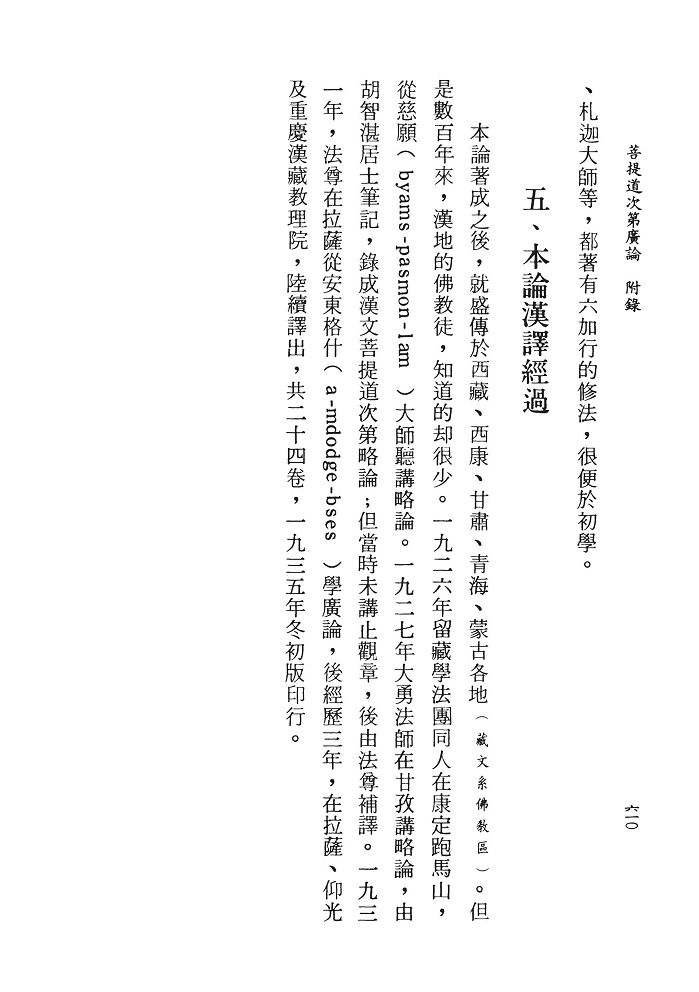 菩提道次第廣論 附錄
六一〇
、札迦大師等，都著有六加行的修法，很便於初學。
五、本論漢譯經過
本論著成之後，就盛傳於西藏、西康、甘肅、青海、蒙古各地（藏文系佛教區）。但
是數百年來，漢地的佛教徒，知道的却很少。一九二六年留藏學法團同人在康定跑馬山，
從慈願（byams-pasmon-lam）大師聽講略論。一九二七年大勇法師在甘孜講略論，由
胡智湛居士筆記，錄成漢文菩提道次第略論；但當時未講止觀章，後由法尊補譯。一九三
一年，法尊在拉薩從安東格什（a-mdodge-bses）學廣論，後經歷三年，在拉薩、仰光
及重慶漢藏教理院，陸續譯出，共二十四卷，一九三五年冬初版印行。